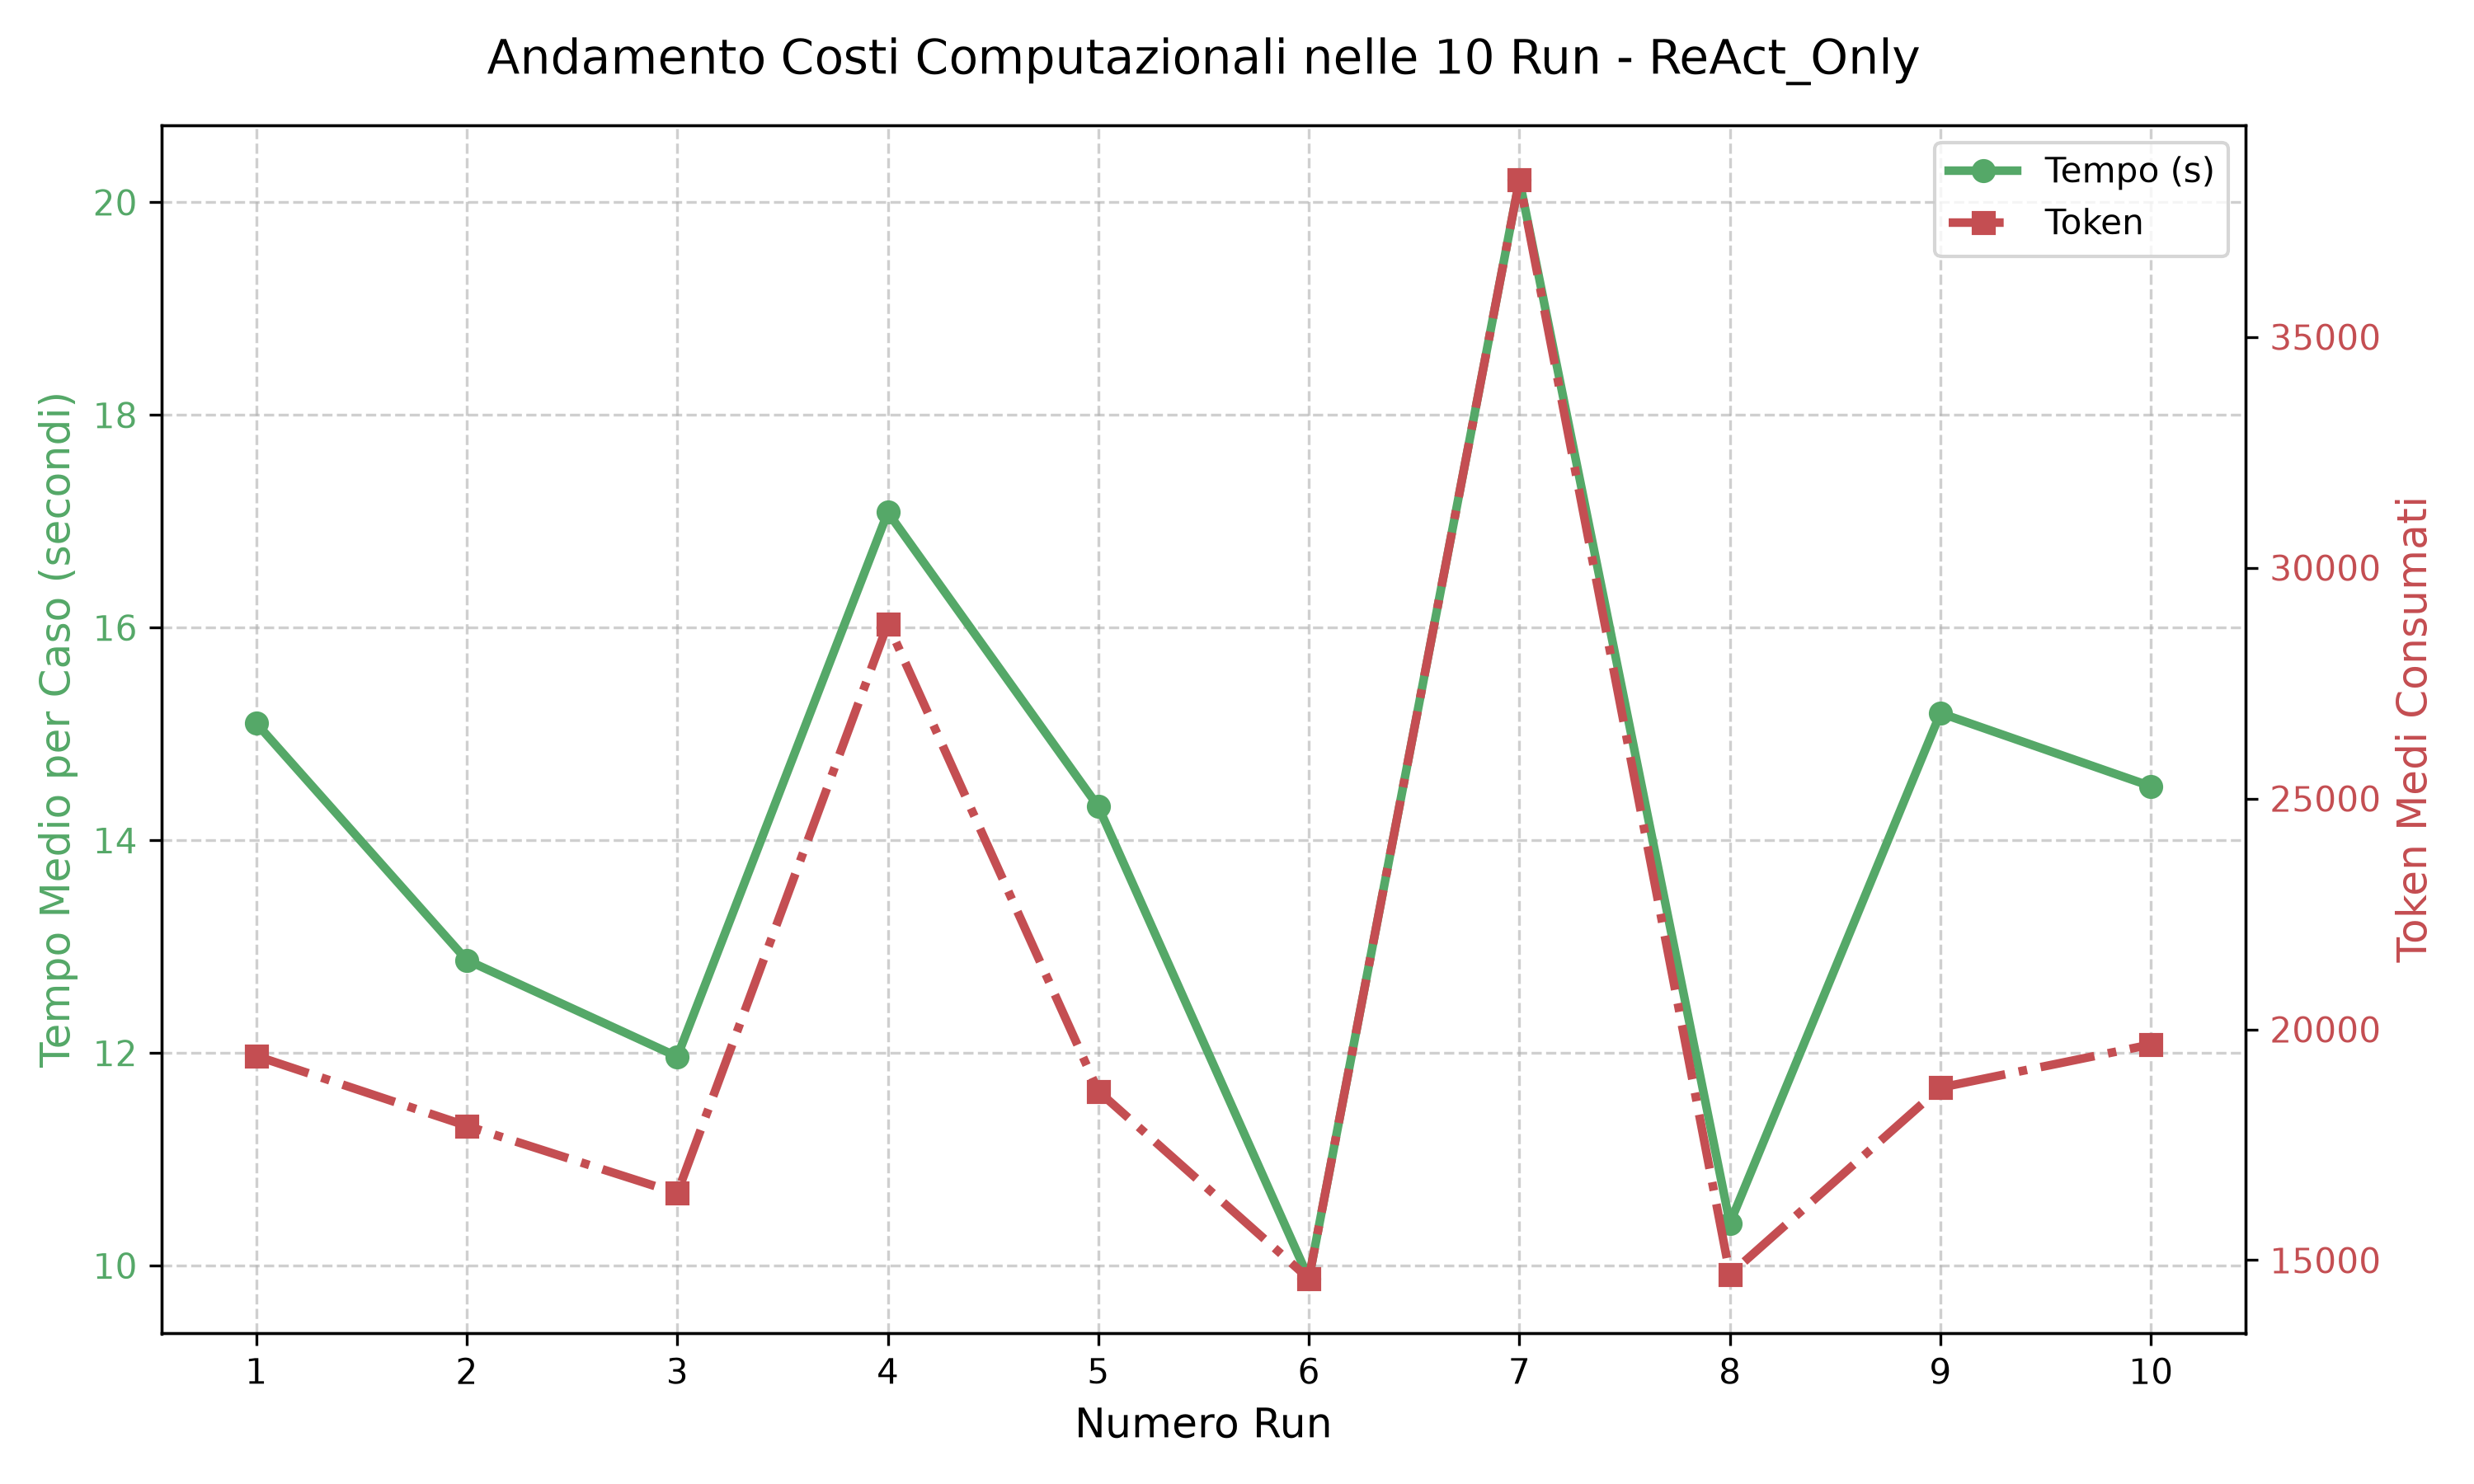 Andamento Costi Computazionali nelle 10 Run - ReAct_Only
Tempo (s)
Token
Tempo Medio per Caso (secondi)
20
18
16
14
12
10
35000
30000
25000
20000
15000
Token Medi Consumati
1 2 3 4 5 6 7 8 9 10
Numero Run